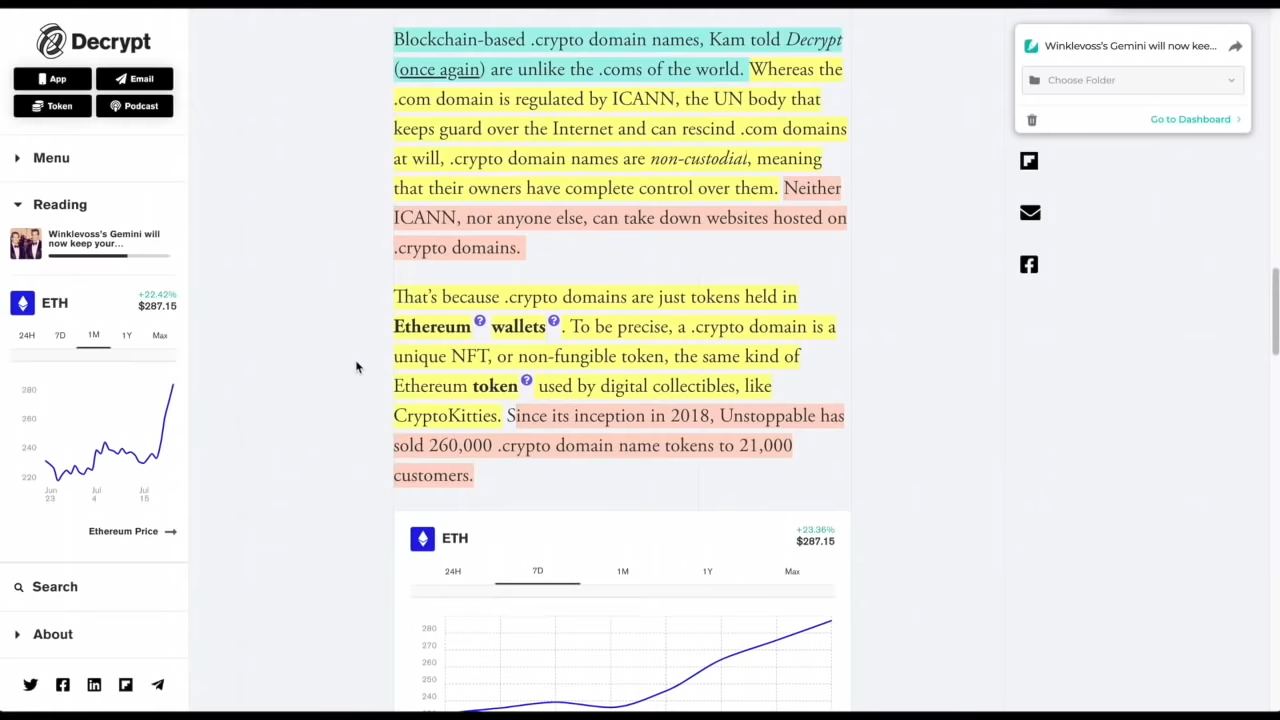 Decrypt
App
Email
Token
Podcast
Menu
Reading
Winklevoss's Gemini will
now keep your...
ETH
+22.42%
$287.15
24H 7D 1M 1Y Max
280
260
240
220
Jun
23
Jul
4
Jul
15
Ethereum Price
Search
About
Blockchain-based .crypto domain names, Kam told Decrypt
(once again) are unlike the .coms of the world. Whereas the
.com domain is regulated by ICANN, the UN body that
keeps guard over the Internet and can rescind .com domains
at will, .crypto domain names are non-custodial, meaning
that their owners have complete control over them. Neither
ICANN, nor anyone else, can take down websites hosted on
.crypto domains.
That's because .crypto domains are just tokens held in
Ethereum ? wallets ? . To be precise, a .crypto domain is a
unique NFT, or non-fungible token, the same kind of
Ethereum token ? used by digital collectibles, like
CryptoKitties. Since its inception in 2018, Unstoppable has
sold 260,000 .crypto domain name tokens to 21,000
customers.
ETH
+23.36%
$287.15
24H 7D 1M 1Y Max
280
270
260
250
240
Winklevoss's Gemini will now kee...
Choose Folder
Go to Dashboard